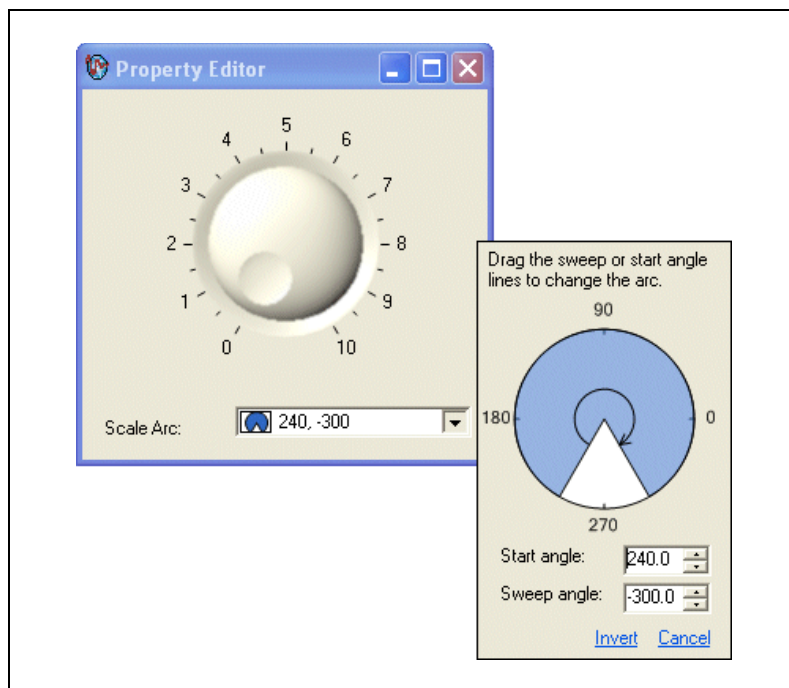 Property Editor
5
4
6
3
7
2
8
1
9
0
10
Scale Arc:
240, -300
Drag the sweep or start angle
lines to change the arc.
90
180
0
270
Start angle:
240.0
Sweep angle:
-300.0
Invert
Cancel